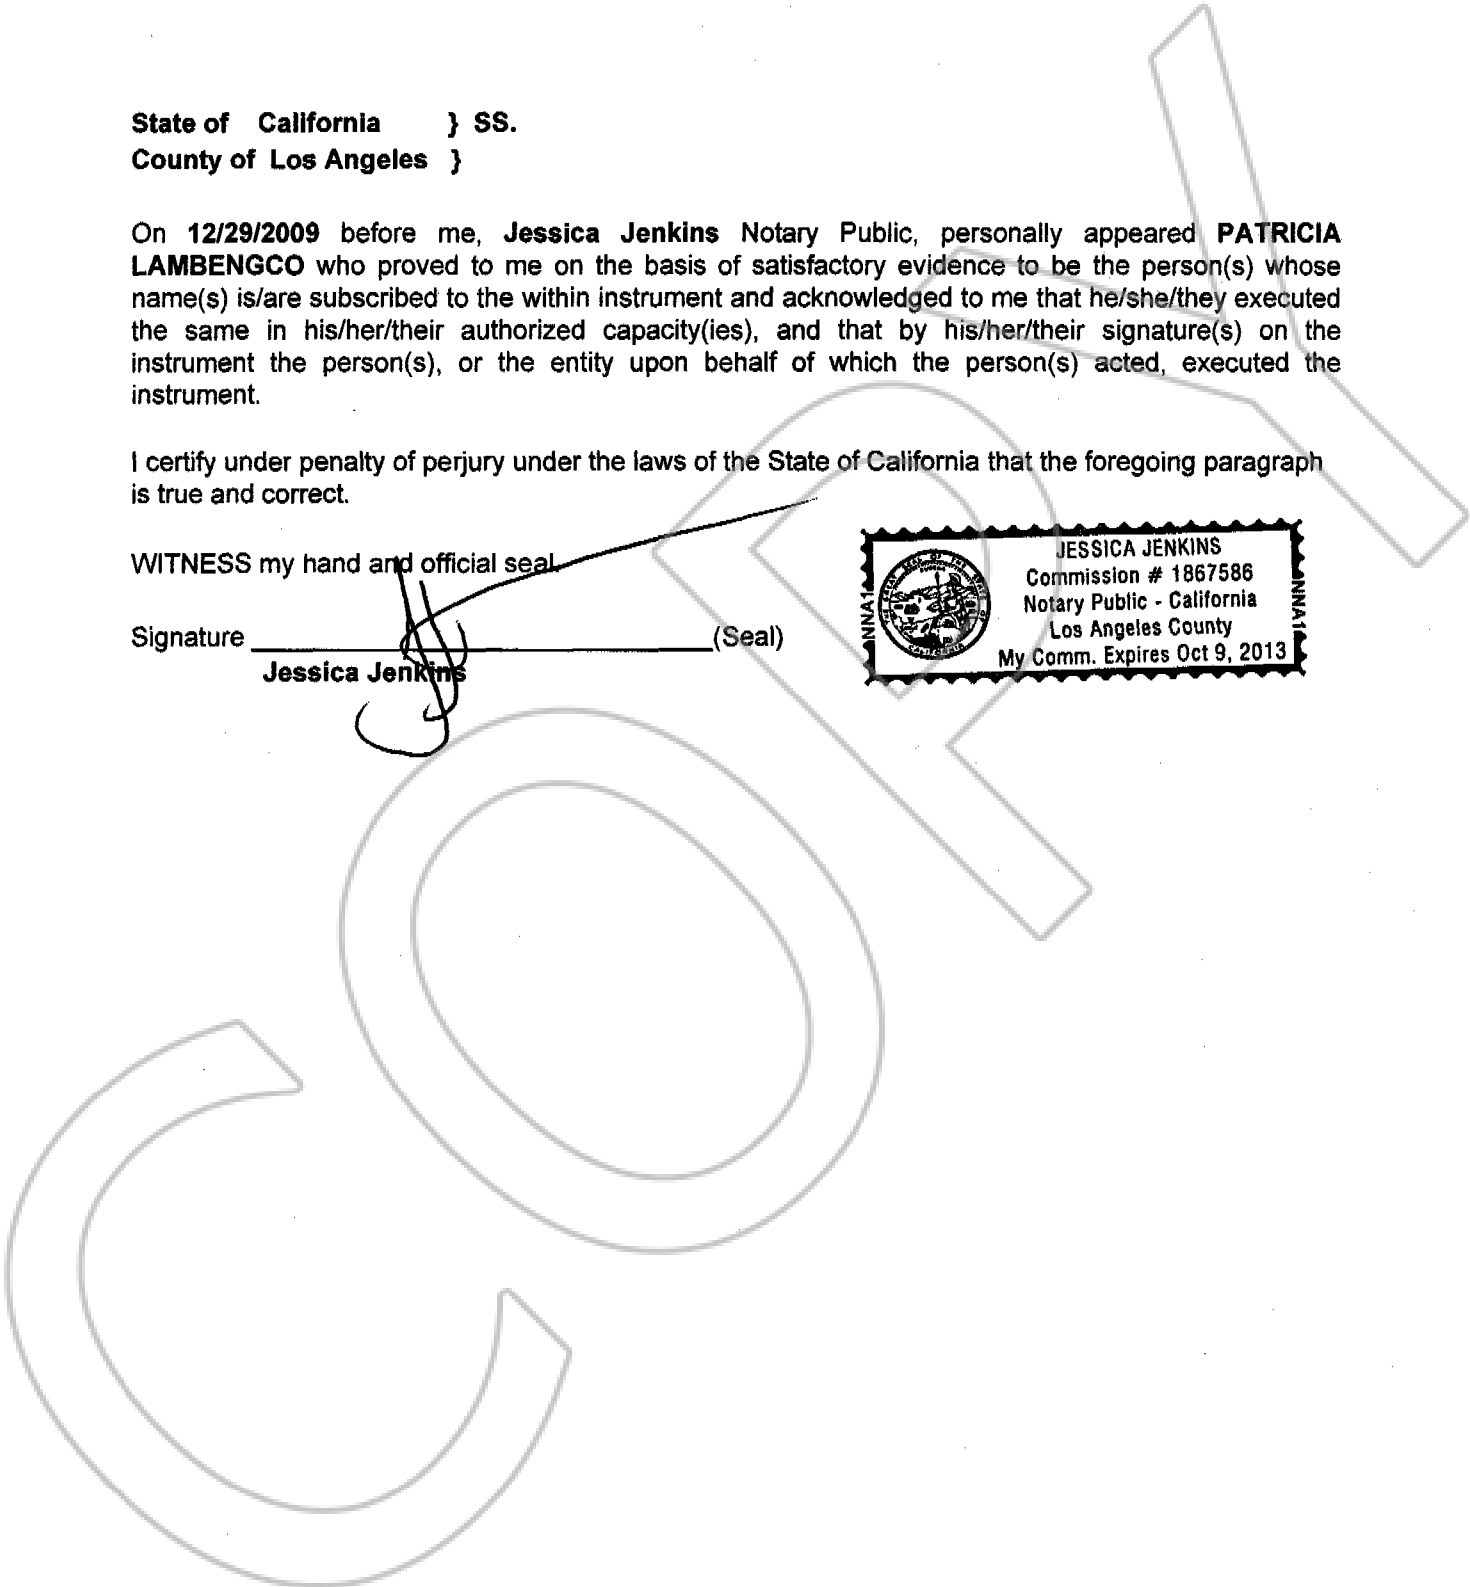 State of California } SS.
County of Los Angeles }
On 12/29/2009 before me, Jessica Jenkins Notary Public, personally appeared PATRICIA
LAMBENGCO who proved to me on the basis of satisfactory evidence to be the person(s) whose
name(s) is/are subscribed to the within instrument and acknowledged to me that he/she/they executed
the same in his/her/their authorized capacity(ies), and that by his/her/their signature(s) on the
instrument the person(s), or the entity upon behalf of which the person(s) acted, executed the
instrument.
I certify under penalty of perjury under the laws of the State of California that the foregoing paragraph
is true and correct.
WITNESS my hand and official seal.
Signature (Seal)
Jessica Jenkins
JESSICA JENKINS
Commission # 1867586
Notary Public - California
Los Angeles County
My Comm. Expires Oct 9, 2013
NNA1
NNA1
COPY